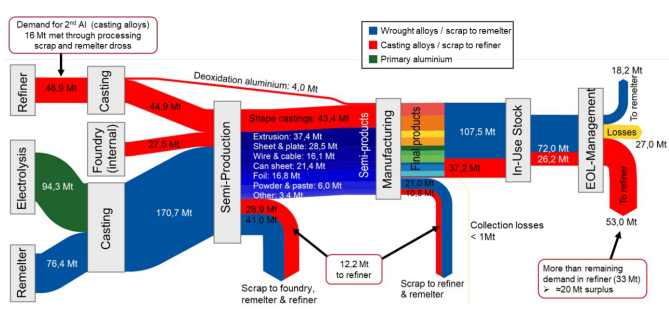 Demand for 2nd Al (casting alloys)
16 Mt met through processing
scrap and remelter dross
Wrought alloys / scrap to remelter
Casting alloys / scrap to refiner
Primary aluminium
18,2 Mt
To remelter
Refiner
48,9 Mt
Casting
Deoxidation aluminium: 4,0 Mt
44,9 Mt
Shape castings: 43,4 Mt
Foundry
(internal)
27,5 Mt
Semi-Production
Extrusion: 37,4 Mt
Sheet & plate: 28,5 Mt
Wire & cable: 16,1 Mt
Can sheet: 21,4 Mt
Foil: 16,8 Mt
Powder & paste: 6,0 Mt
Other: 3,4 Mt
Semi-products
Manufacturing
Final products
107,5 Mt
37,2 Mt
In-Use Stock
72,0 Mt
26,2 Mt
EOL-Management
Losses
27,0 Mt
To refiner
53,0 Mt
Electrolysis
94,3 Mt
Casting
170,7 Mt
Remelter
76,4 Mt
28,9 Mt
41,0 Mt
21,0 Mt
10,8 Mt
Collection losses
< 1Mt
12,2 Mt
to refiner
Scrap to foundry,
remelter & refiner
Scrap to refiner
& remelter
More than remaining
demand in refiner (33 Mt)
➢ ≈20 Mt surplus